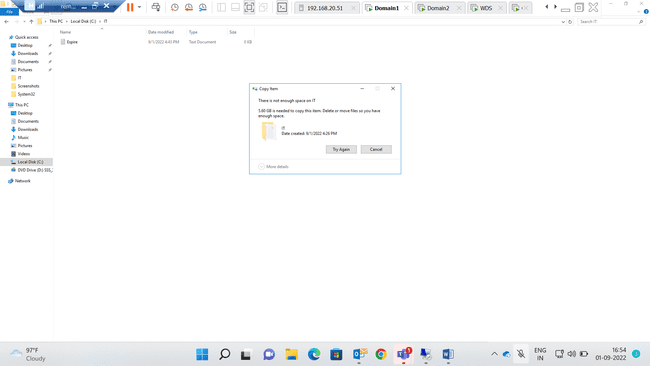 192.168.20.51
Domain1
Domain2
WDS
File
This PC
Local Disk (C:)
IT
Search IT
Name
Date modified
Type
Size
Quick access
Desktop
Downloads
Documents
Pictures
IT
Screenshots
System32
This PC
Desktop
Documents
Downloads
Music
Pictures
Videos
Local Disk (C:)
DVD Drive (D:) SSS_
Network
Expire
9/1/2022 4:43 PM
Text Document
0 KB
Copy Item
There is not enough space on IT
5.60 GB is needed to copy this item. Delete or move files so you have
enough space.
IT
Date created: 9/1/2022 4:26 PM
Try Again
Cancel
More details
97°F
Cloudy
1
ENG
IN
16:54
01-09-2022